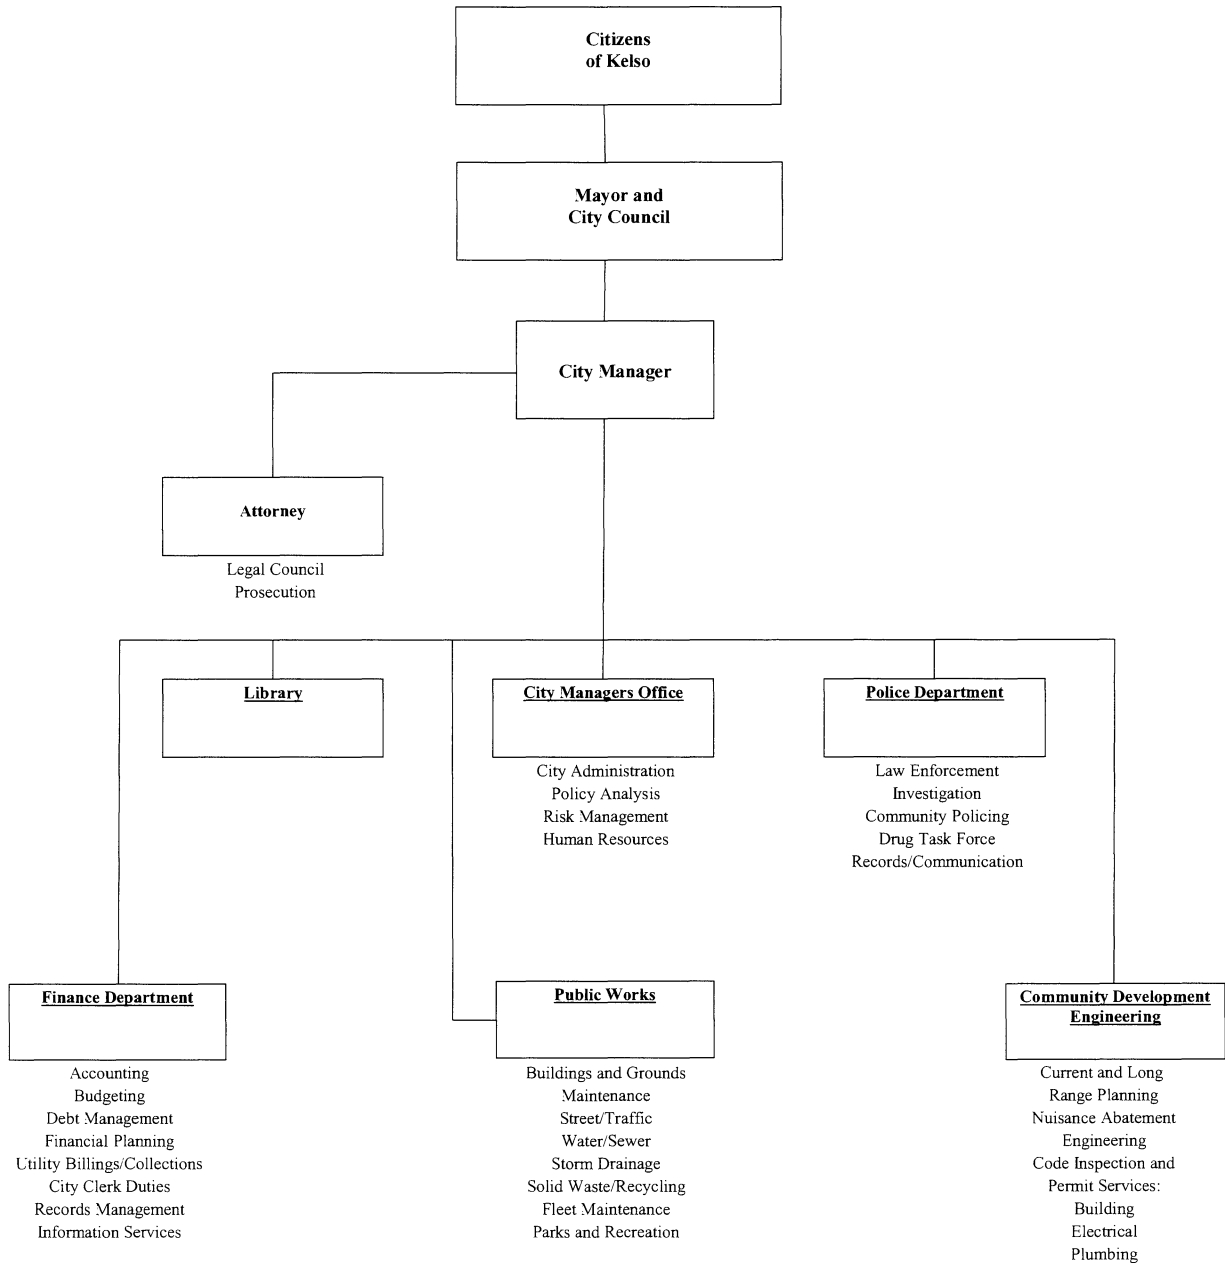 Citizens
of Kelso
Mayor and
City Council
City Manager
Attorney
Legal Council
Prosecution
Library
City Managers Office
City Administration
Policy Analysis
Risk Management
Human Resources
Police Department
Law Enforcement
Investigation
Community Policing
Drug Task Force
Records/Communication
Finance Department
Accounting
Budgeting
Debt Management
Financial Planning
Utility Billings/Collections
City Clerk Duties
Records Management
Information Services
Public Works
Buildings and Grounds
Maintenance
Street/Traffic
Water/Sewer
Storm Drainage
Solid Waste/Recycling
Fleet Maintenance
Parks and Recreation
Community Development
Engineering
Current and Long
Range Planning
Nuisance Abatement
Engineering
Code Inspection and
Permit Services:
Building
Electrical
Plumbing